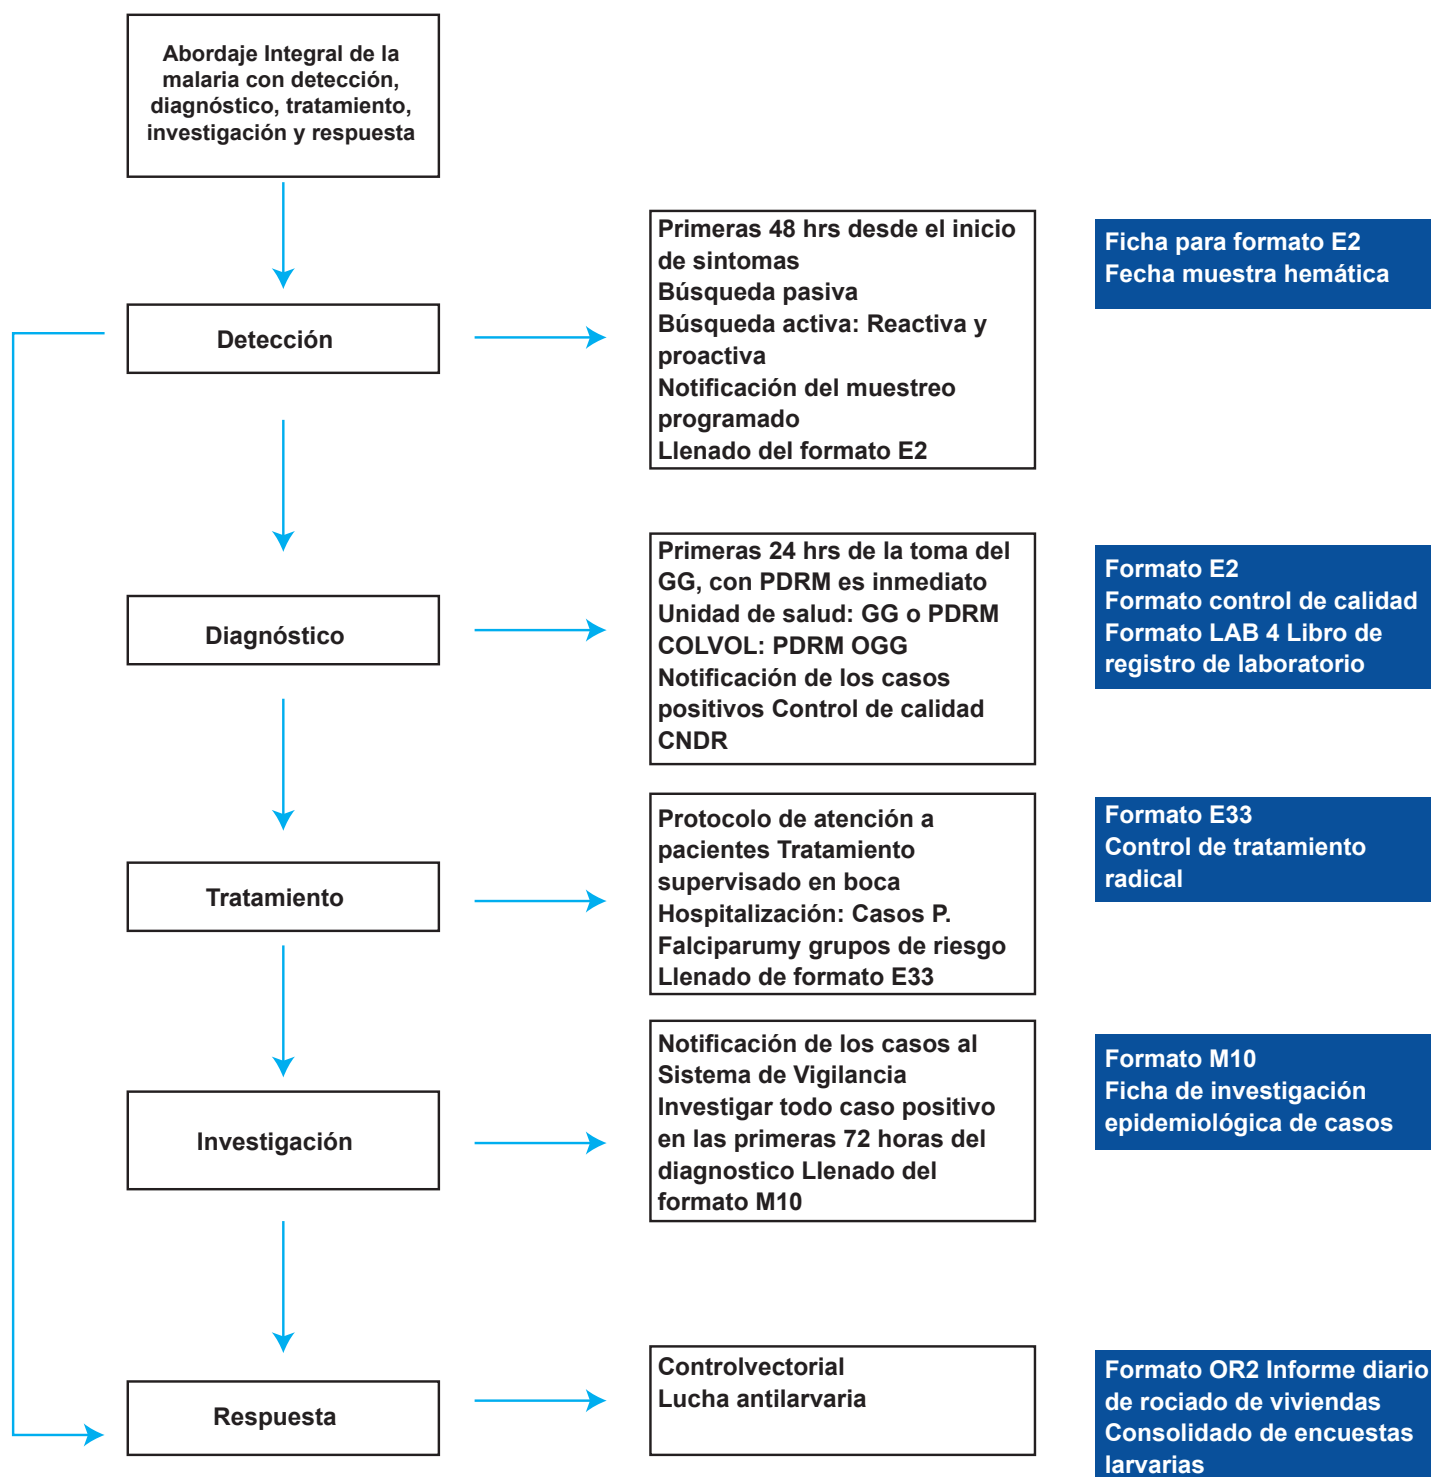 Abordaje Integral de la
malaria con detección,
diagnóstico, tratamiento,
investigación y respuesta
Detección
Primeras 48 hrs desde el inicio
de sintomas
Búsqueda pasiva
Búsqueda activa: Reactiva y
proactiva
Notificación del muestreo
programado
Llenado del formato E2
Ficha para formato E2
Fecha muestra hemática
Diagnóstico
Primeras 24 hrs de la toma del
GG, con PDRM es inmediato
Unidad de salud: GG o PDRM
COLVOL: PDRM OGG
Notificación de los casos
positivos Control de calidad
CNDR
Formato E2
Formato control de calidad
Formato LAB 4 Libro de
registro de laboratorio
Tratamiento
Protocolo de atención a
pacientes Tratamiento
supervisado en boca
Hospitalización: Casos P.
Falciparumy grupos de riesgo
Llenado de formato E33
Formato E33
Control de tratamiento
radical
Investigación
Notificación de los casos al
Sistema de Vigilancia
Investigar todo caso positivo
en las primeras 72 horas del
diagnostico Llenado del
formato M10
Formato M10
Ficha de investigación
epidemiológica de casos
Respuesta
Controlvectorial
Lucha antilarvaria
Formato OR2 Informe diario
de rociado de viviendas
Consolidado de encuestas
larvarias